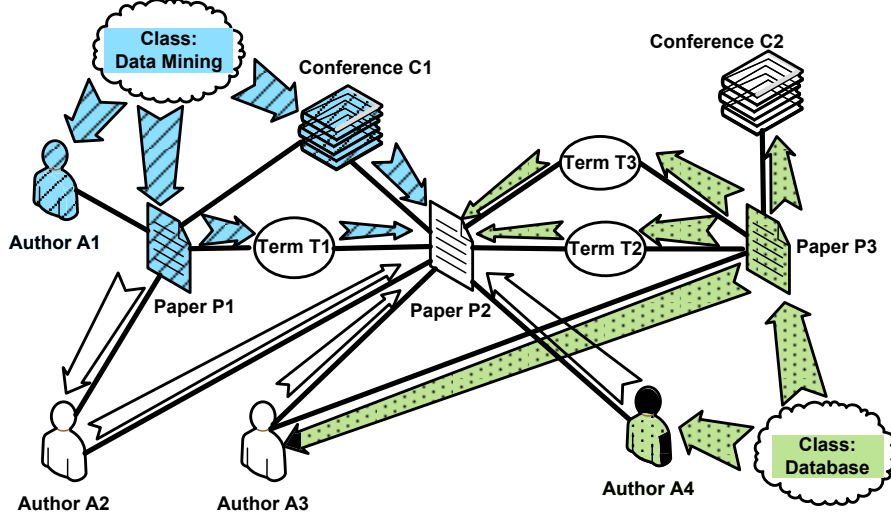 Class:
Data Mining
Conference C1
Conference C2
Term T3
Author A1
Term T1
Term T2
Paper P3
Paper P1
Paper P2
Class:
Database
Author A2
Author A3
Author A4